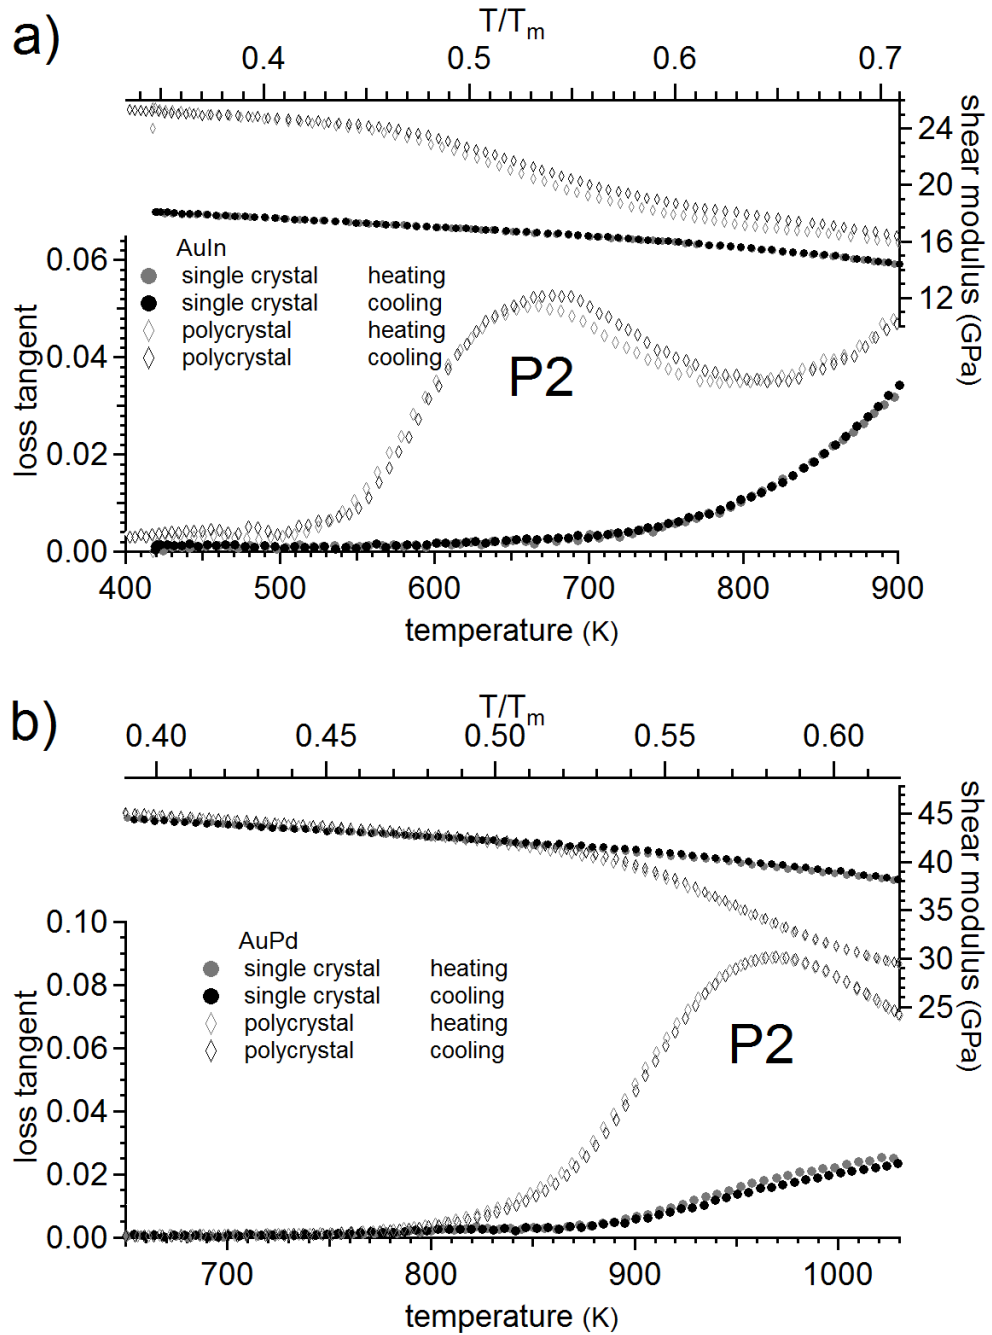 a)
T/Tm
0.4 0.5 0.6 0.7
24
20
16
12
shear modulus (GPa)
AuIn
single crystal heating
single crystal cooling
polycrystal heating
polycrystal cooling
0.06
0.04
0.02
0.00
loss tangent
P2
400 500 600 700 800 900
temperature (K)
b)
T/Tm
0.40 0.45 0.50 0.55 0.60
45
40
35
30
25
shear modulus (GPa)
AuPd
single crystal heating
single crystal cooling
polycrystal heating
polycrystal cooling
0.10
0.08
0.06
0.04
0.02
0.00
loss tangent
P2
700 800 900 1000
temperature (K)